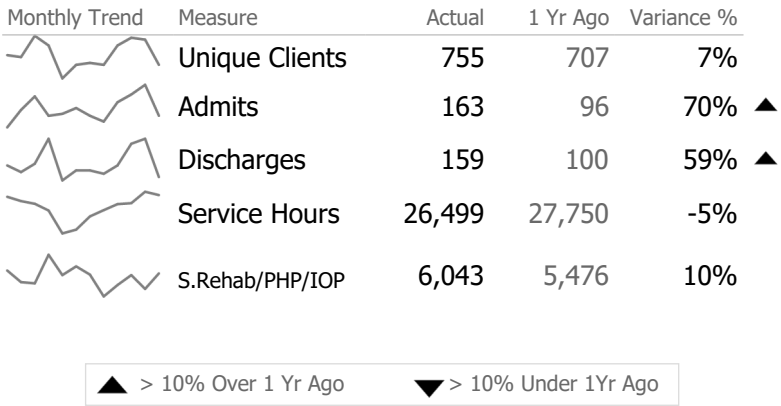 Monthly Trend Measure Actual 1 Yr Ago Variance %
Unique Clients 755 707 7%
Admits 163 96 70%
Discharges 159 100 59%
Service Hours 26,499 27,750 -5%
S.Rehab/PHP/IOP 6,043 5,476 10%
> 10% Over 1 Yr Ago > 10% Under 1Yr Ago